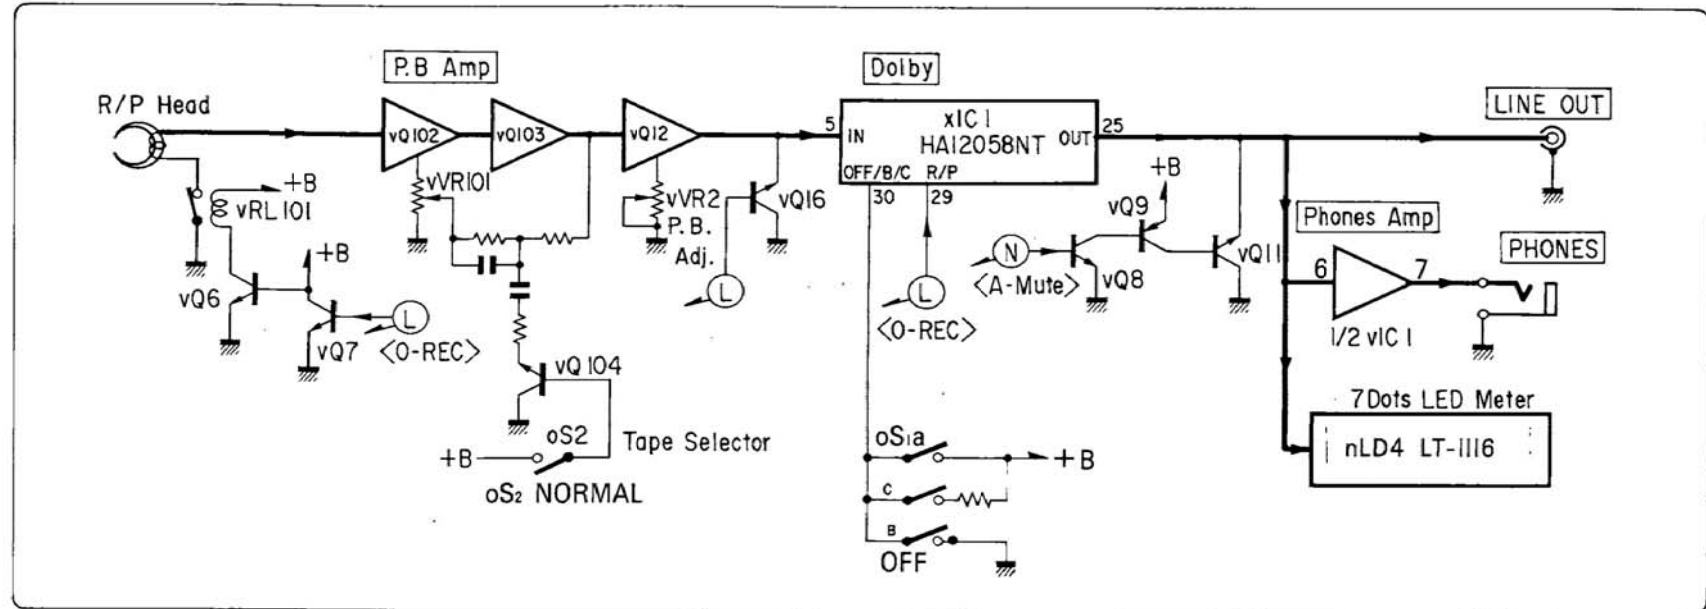 P.B Amp
Dolby
R/P Head
LINE OUT
vQ102
vQ103
vQ12
5
IN
xIC1
HA12058NT
OUT
25
OFF/B/C
R/P
30
29
+B
vRL101
vVR101
vVR2
P.B.
Adj.
vQ16
+B
vQ9
Phones Amp
PHONES
+B
vQ6
vQ7
L
<O-REC>
L
L
<O-REC>
N
<A-Mute>
vQ8
vQ11
6
7
1/2 vIC1
vQ104
7Dots LED Meter
nLD4 LT-1116
oS2
Tape Selector
+B
oS2 NORMAL
oS1a
+B
C
B
OFF